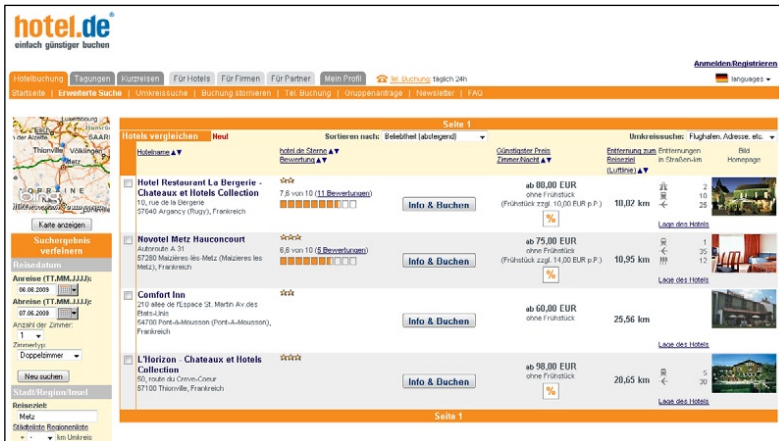 hotel.de
einfach günstiger buchen
Anmelden/Registrieren
Hotelbuchung Tagungen Kurzreisen Für Hotels Für Firmen Für Partner Mein Profil Tel. Buchung: täglich 24h languages
Startseite | Erweiterte Suche | Umkreissuche | Buchung stornieren | Tel. Buchung | Gruppenanfrage | Newsletter | FAQ
Thionville Völklingen
Metz
Karte anzeigen
Suchergebnis
verfeinern
Reisedatum
Anreise (TT.MM.JJJJ):
06.06.2009
Abreise (TT.MM.JJJJ):
07.06.2009
Anzahl der Zimmer:
1
Zimmertyp:
Doppelzimmer
Neu suchen
Stadt/Region/Insel
Reiseziel:
Metz
Städteliste Regionenliste
+ - km Umkreis
Seite 1
Hotels vergleichen Neu! Sortieren nach: Beliebtheit (absteigend) Umkreissuche: Flughafen, Adresse, etc.
Hotelname hotel.de Sterne Günstigster Preis Entfernung zum Entfernungen Bild
Bewertung Zimmer/Nacht Reiseziel in Straßen-km Homepage
(Luftlinie)
Hotel Restaurant La Bergerie -
Chateaux et Hotels Collection
10, rue de la Bergerie
57640 Argancy (Rugy), Frankreich
7,6 von 10 (11 Bewertungen)
Info & Buchen
ab 80,00 EUR
ohne Frühstück
(Frühstück zzgl. 10,00 EUR p.P.)
%
10,02 km
2
10
25
Lage des Hotels
Novotel Metz Hauconcourt
Autoroute A 31
57280 Maizières-lès-Metz (Maizieres les
Metz), Frankreich
6,6 von 10 (5 Bewertungen)
Info & Buchen
ab 75,00 EUR
ohne Frühstück
(Frühstück zzgl. 14,00 EUR p.P.)
%
10,95 km
1
35
12
Lage des Hotels
Comfort Inn
210 allee de l'Espace St. Martin Av.des
Etats-Unis
54700 Pont-à-Mousson (Pont-A-Mousson),
Frankreich
Info & Buchen
ab 60,00 EUR
ohne Frühstück
25,56 km
Lage des Hotels
L'Horizon - Chateaux et Hotels
Collection
50, route du Creve-Coeur
57100 Thionville, Frankreich
Info & Buchen
ab 98,00 EUR
ohne Frühstück
%
28,65 km
5
30
Lage des Hotels
Seite 1